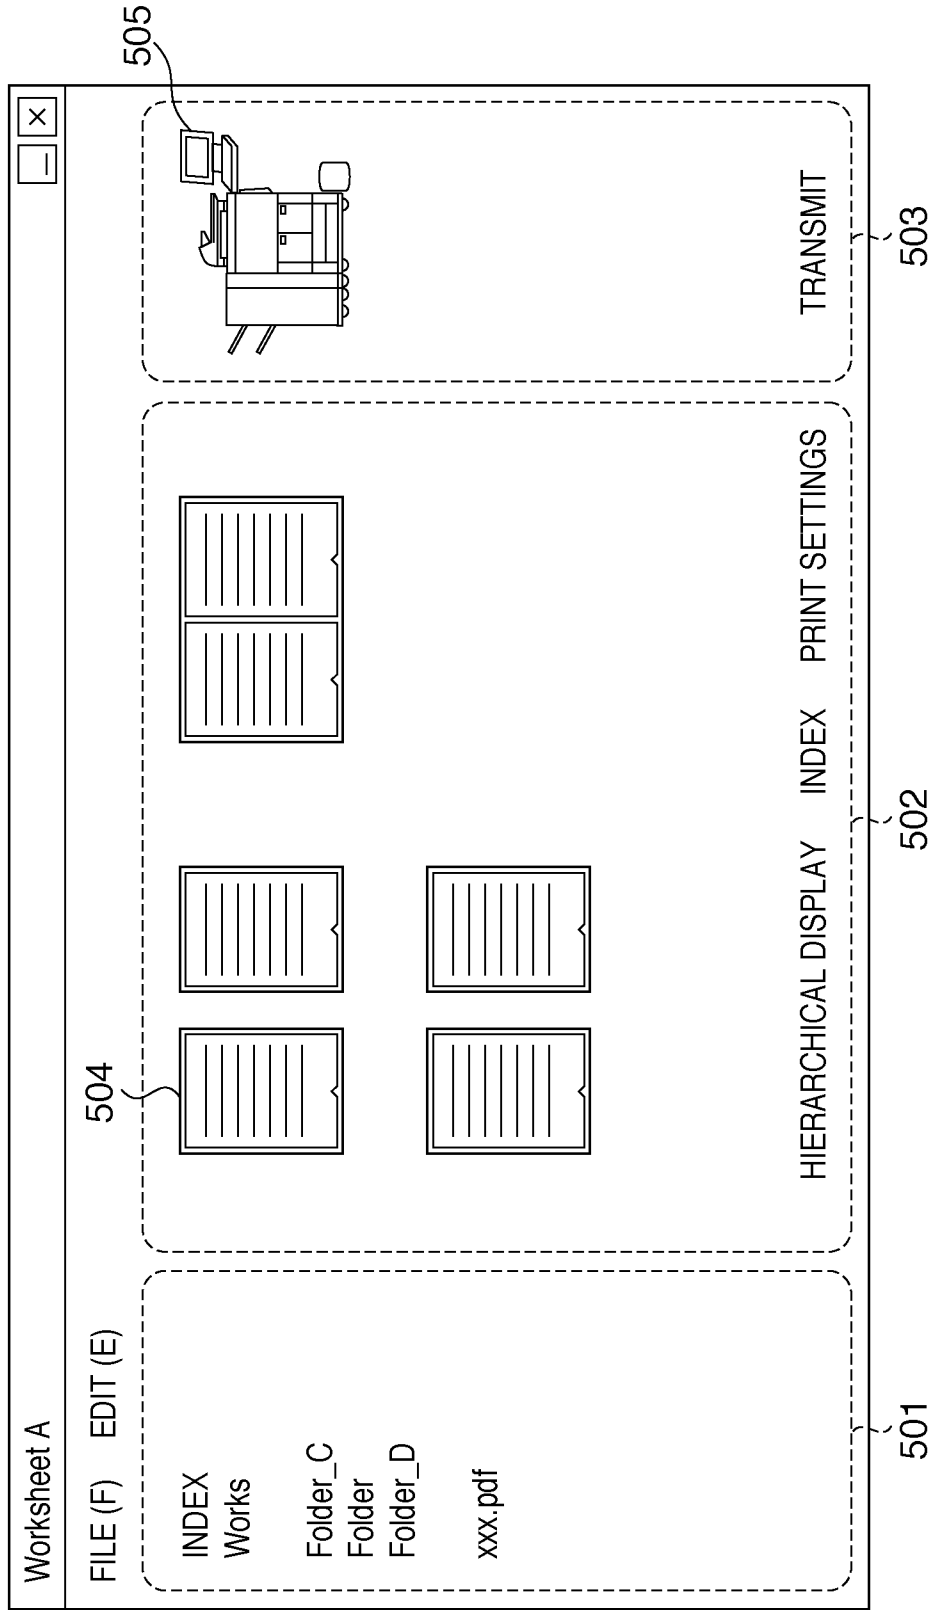 Worksheet A
FILE (F) EDIT (E)
INDEX
Works
Folder_C
Folder
Folder_D
xxx.pdf
501
504
HIERARCHICAL DISPLAY INDEX PRINT SETTINGS
502
505
TRANSMIT
503